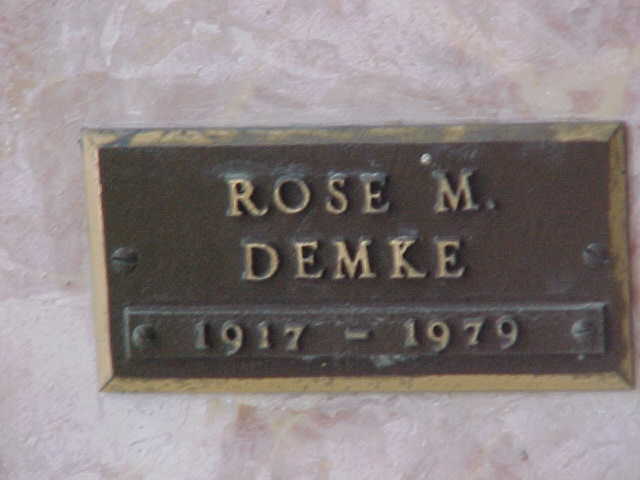 ROSE M.
DEMKE
1917 - 1979